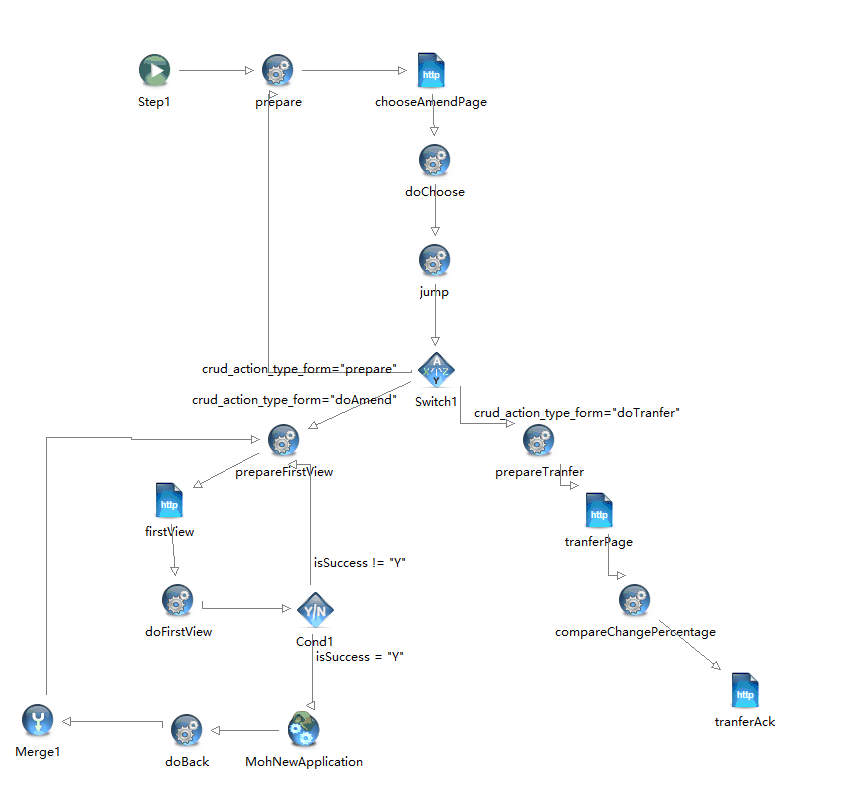 http
Step1
prepare
chooseAmendPage
doChoose
jump
A
X Y Z
Y
crud_action_type_form="prepare"
crud_action_type_form="doAmend"
Switch1
crud_action_type_form="doTranfer"
prepareFirstView
prepareTranfer
http
http
firstView
tranferPage
isSuccess != "Y"
Y/N
doFirstView
compareChangePercentage
Cond1
isSuccess = "Y"
http
tranferAck
Merge1
doBack
MohNewApplication